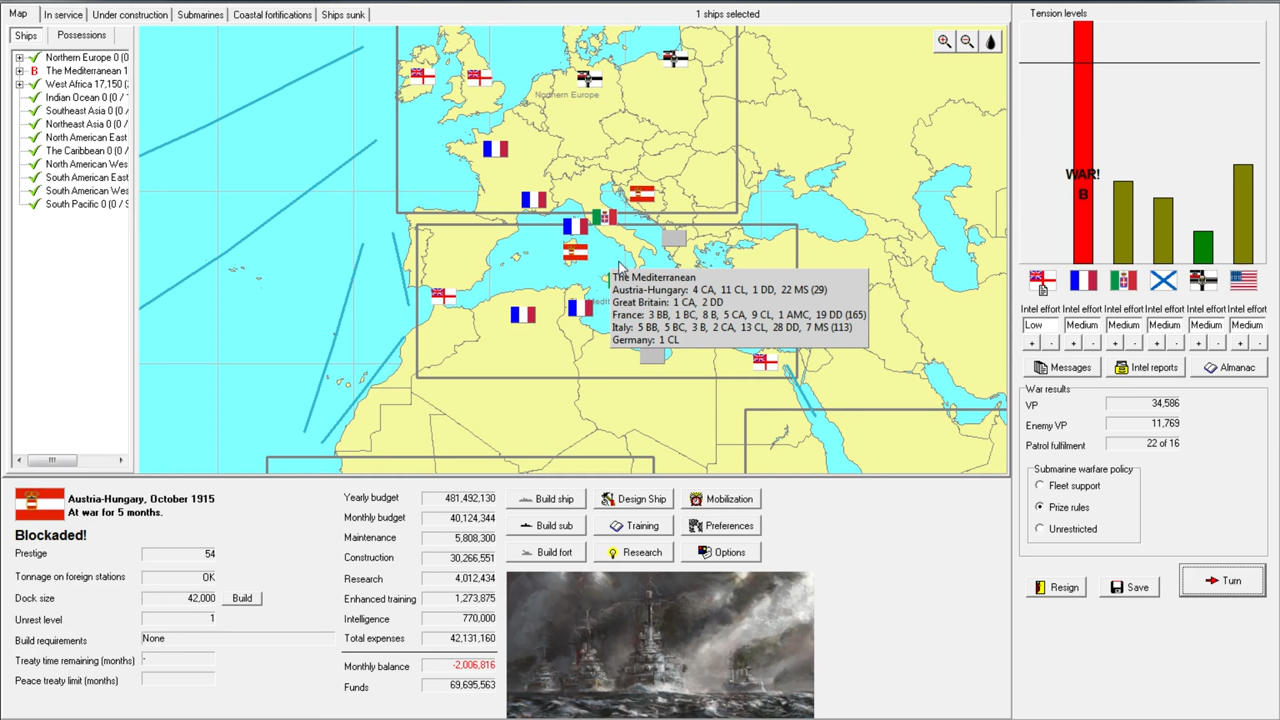 Map
In service
Under construction
Submarines
Coastal fortifications
Ships sunk
1 ships selected
Ships
Possessions
Northern Europe 0 (0
B The Mediterranean 1
West Africa 17,150 (
Indian Ocean 0 (0 /
Southeast Asia 0 (0
Northeast Asia 0 (0 /
North American East
The Caribbean 0 (0 /
North American Wes
South American East
South American Wes
South Pacific 0 (0 / S
Northern Europe
The Mediterranean
Austria-Hungary: 4 CA, 11 CL, 1 DD, 22 MS (29)
Great Britain: 1 CA, 2 DD
France: 3 BB, 1 BC, 8 B, 5 CA, 9 CL, 1 AMC, 19 DD (165)
Italy: 5 BB, 5 BC, 3 B, 2 CA, 13 CL, 28 DD, 7 MS (113)
Germany: 1 CL
Tension levels
WAR!
B
Intel effort Intel effort Intel effort Intel effort Intel effort Intel effort
Low Medium Medium Medium Medium Medium
+ - + - + - + - + - + -
Messages
Intel reports
Almanac
War results
VP 34,586
Enemy VP 11,769
Patrol fulfilment 22 of 16
Submarine warfare policy
Fleet support
Prize rules
Unrestricted
Resign
Save
Turn
Austria-Hungary, October 1915
At war for 5 months.
Blockaded!
Prestige 54
Tonnage on foreign stations OK
Dock size 42,000 Build
Unrest level 1
Build requirements None
Treaty time remaining (months) -
Peace treaty limit (months)
Yearly budget 481,492,130
Monthly budget 40,124,344
Maintenance 5,808,300
Construction 30,266,551
Research 4,012,434
Enhanced training 1,273,875
Intelligence 770,000
Total expenses 42,131,160
Monthly balance -2,006,816
Funds 69,695,563
Build ship
Design Ship
Mobilization
Build sub
Training
Preferences
Build fort
Research
Options